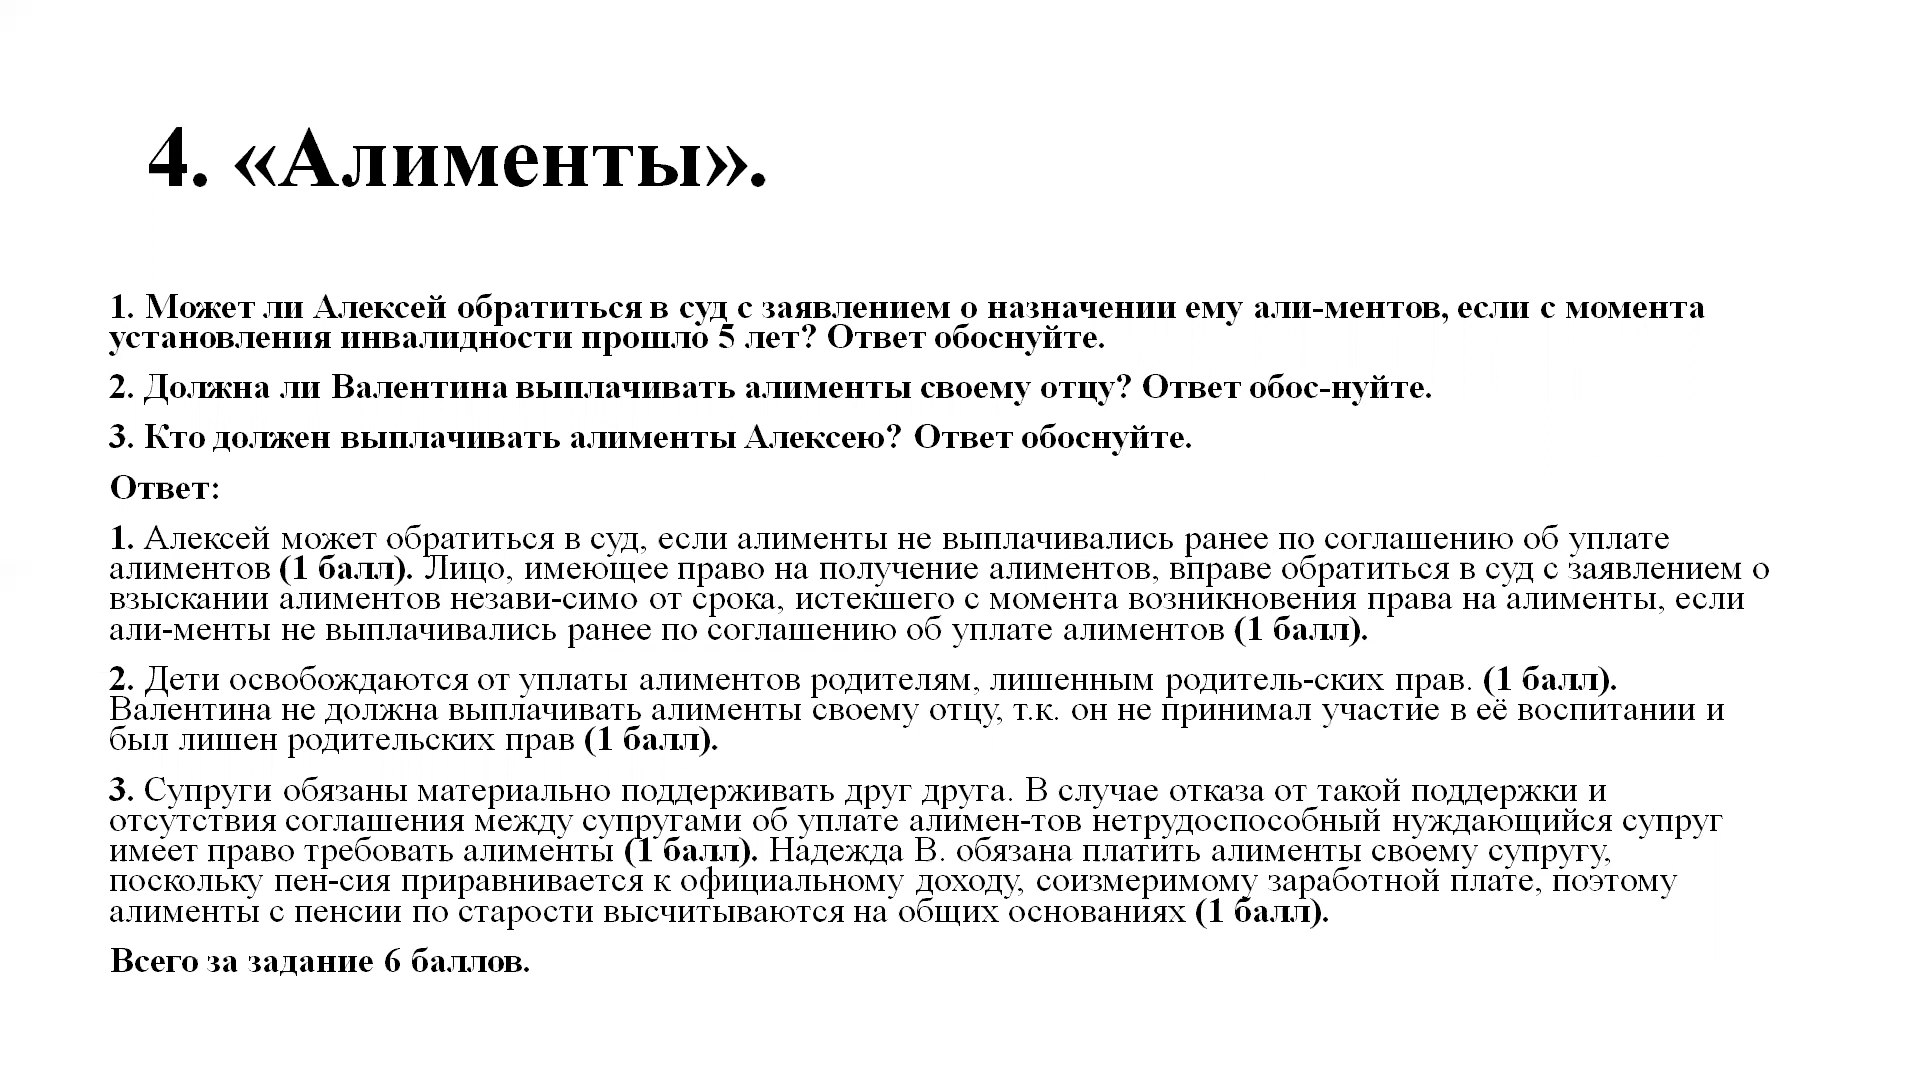 4. «Алименты».
1. Может ли Алексей обратиться в суд с заявлением о назначении ему али-ментов, если с момента
установления инвалидности прошло 5 лет? Ответ обоснуйте.
2. Должна ли Валентина выплачивать алименты своему отцу? Ответ обос-нуйте.
3. Кто должен выплачивать алименты Алексею? Ответ обоснуйте.
Ответ:
1. Алексей может обратиться в суд, если алименты не выплачивались ранее по соглашению об уплате
алиментов (1 балл). Лицо, имеющее право на получение алиментов, вправе обратиться в суд с заявлением о
взыскании алиментов незави-симо от срока, истекшего с момента возникновения права на алименты, если
али-менты не выплачивались ранее по соглашению об уплате алиментов (1 балл).
2. Дети освобождаются от уплаты алиментов родителям, лишенным родитель-ских прав. (1 балл).
Валентина не должна выплачивать алименты своему отцу, т.к. он не принимал участие в её воспитании и
был лишен родительских прав (1 балл).
3. Супруги обязаны материально поддерживать друг друга. В случае отказа от такой поддержки и
отсутствия соглашения между супругами об уплате алимен-тов нетрудоспособный нуждающийся супруг
имеет право требовать алименты (1 балл). Надежда В. обязана платить алименты своему супругу,
поскольку пен-сия приравнивается к официальному доходу, соизмеримому заработной плате, поэтому
алименты с пенсии по старости высчитываются на общих основаниях (1 балл).
Всего за задание 6 баллов.